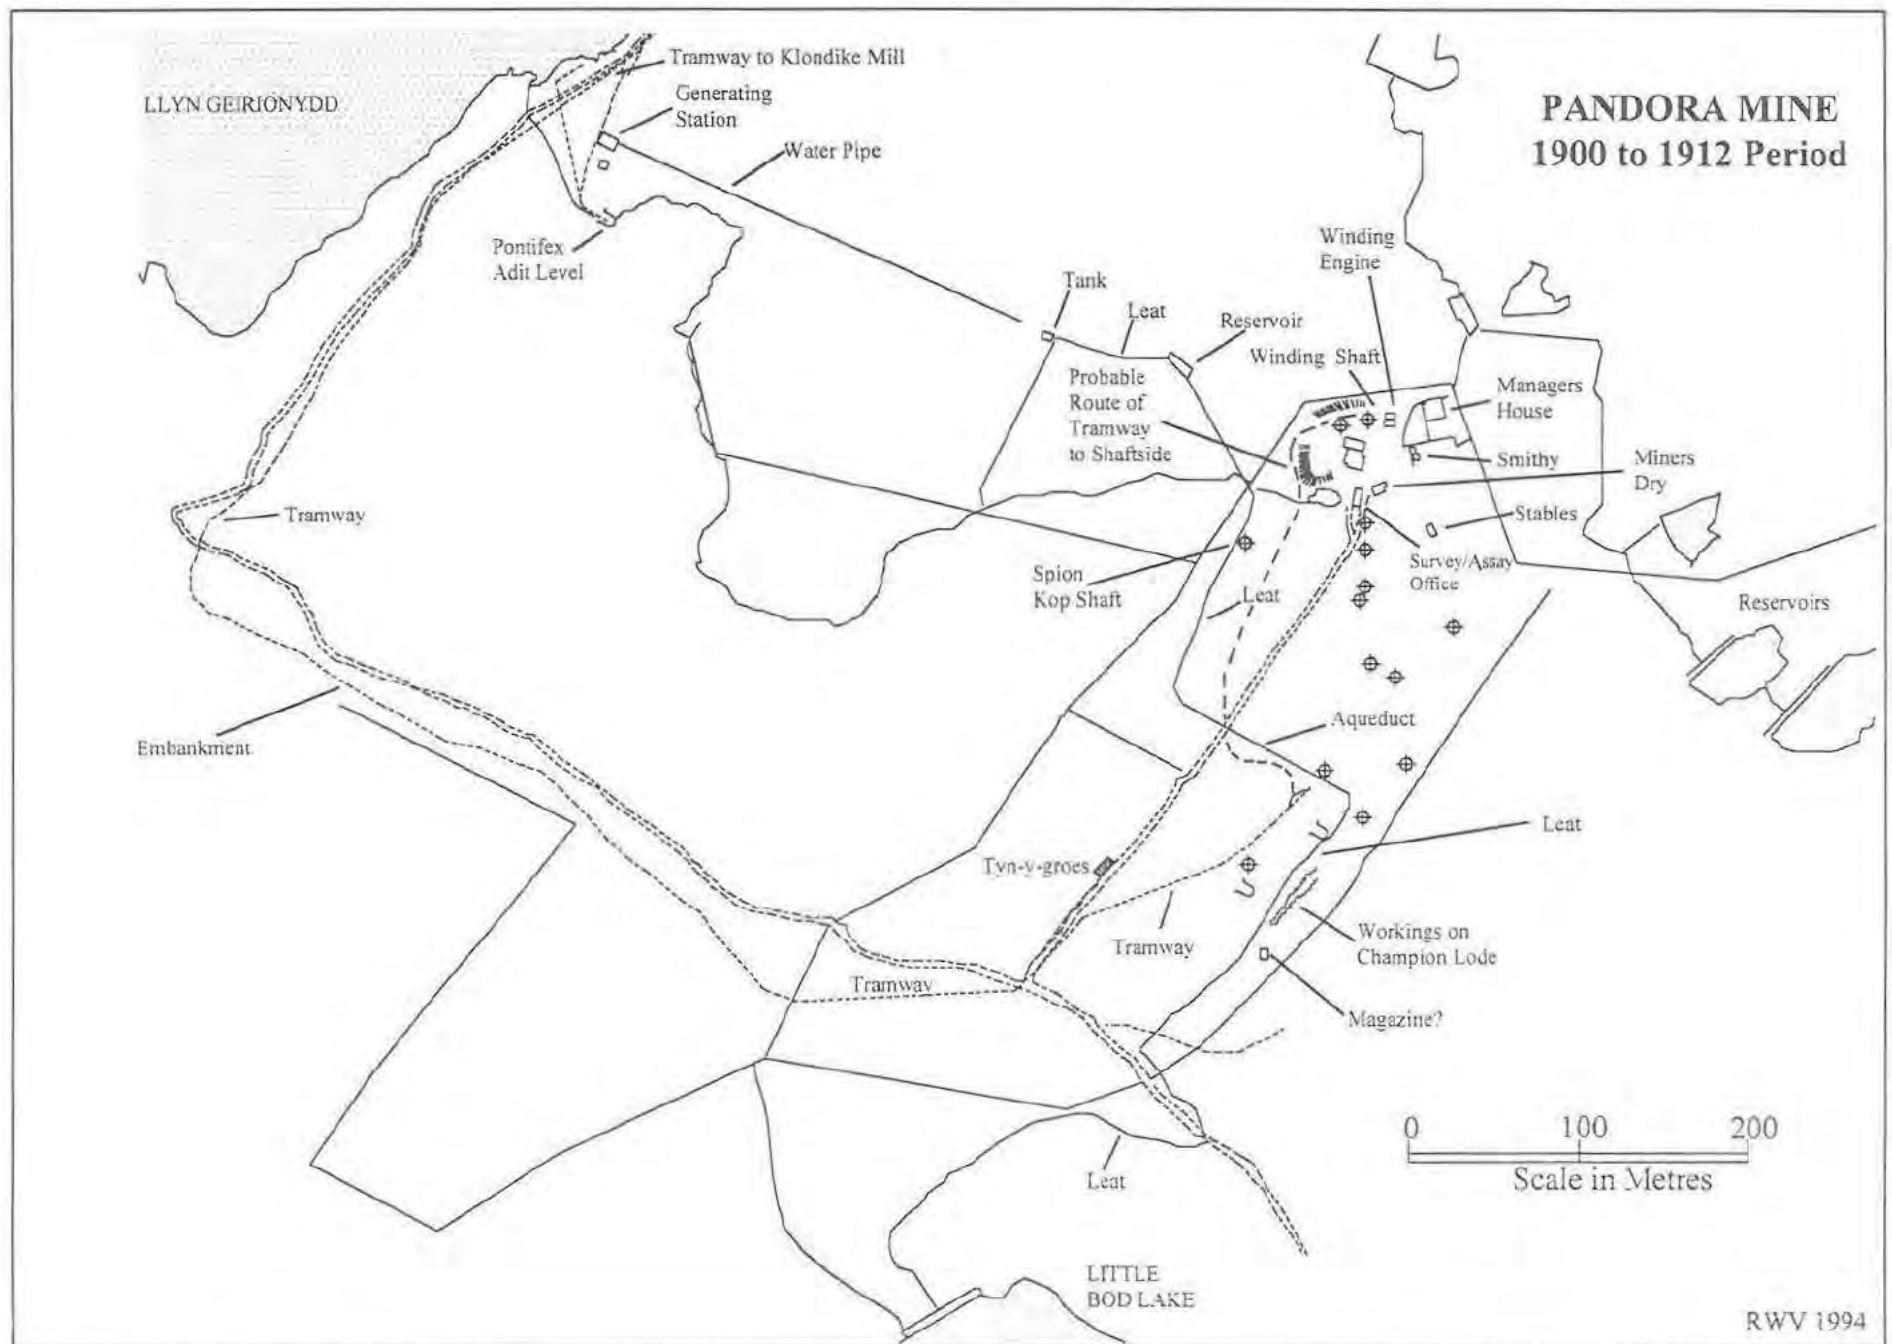 PANDORA MINE
1900 to 1912 Period
LLYN GEIRIONYDD
Tramway to Klondike Mill
Generating
Station
Water Pipe
Pontifex
Adit Level
Tank
Leat
Reservoir
Winding
Engine
Winding Shaft
Probable
Route of
Tramway
to Shaftside
Managers
House
Smithy
Miners
Dry
Stables
Survey/Assay
Office
Reservoirs
Tramway
Spion
Kop Shaft
Leat
Embankment
Aqueduct
Leat
Tyn-y-groes
Tramway
Workings on
Champion Lode
Tramway
Magazine?
Leat
0 100 200
Scale in Metres
LITTLE
BOD LAKE
RWV 1994